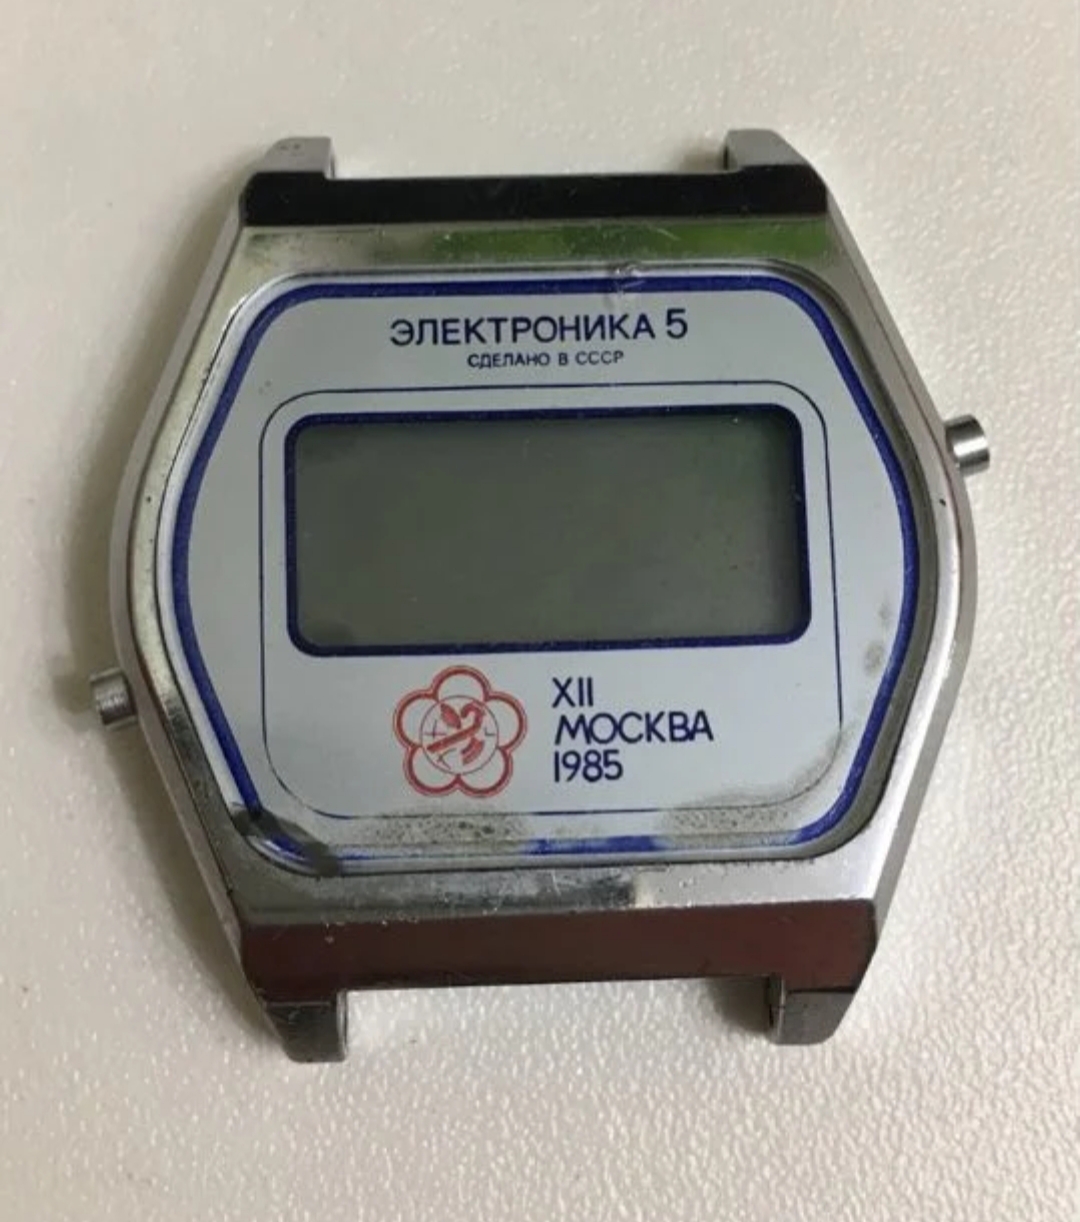 ЭЛЕКТРОНИКА 5
СДЕЛАНО В СССР
XII
МОСКВА
1985